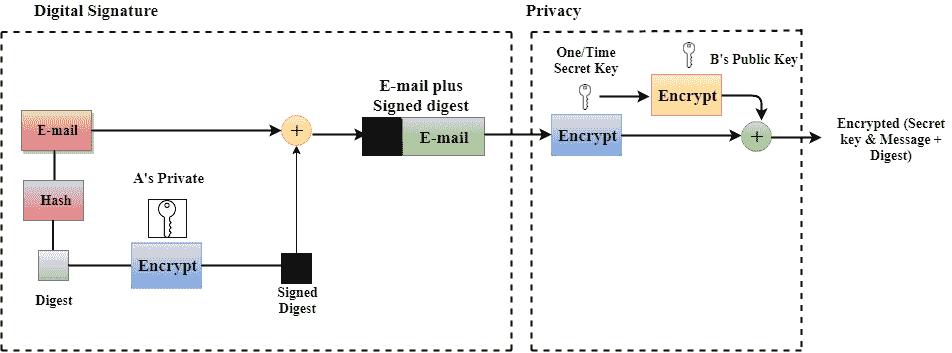 Digital Signature
Privacy
One/Time
Secret Key
B's Public Key
E-mail plus
Signed digest
Encrypt
E-mail
+
E-mail
Encrypt
+
Encrypted (Secret
key & Message +
Digest)
A's Private
Hash
Encrypt
Digest
Signed
Digest